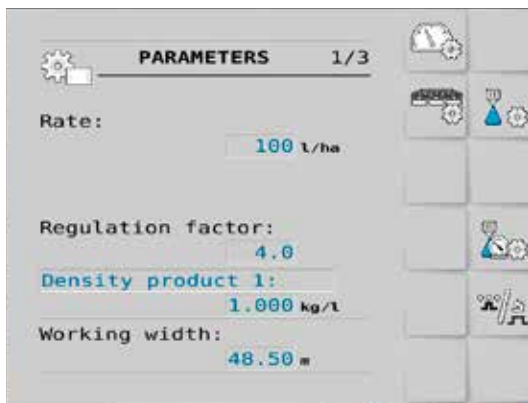 PARAMETERS 1/3
Rate:
100 l/ha
Regulation factor:
4.0
Density product 1:
1.000 kg/l
Working width:
48.50 m